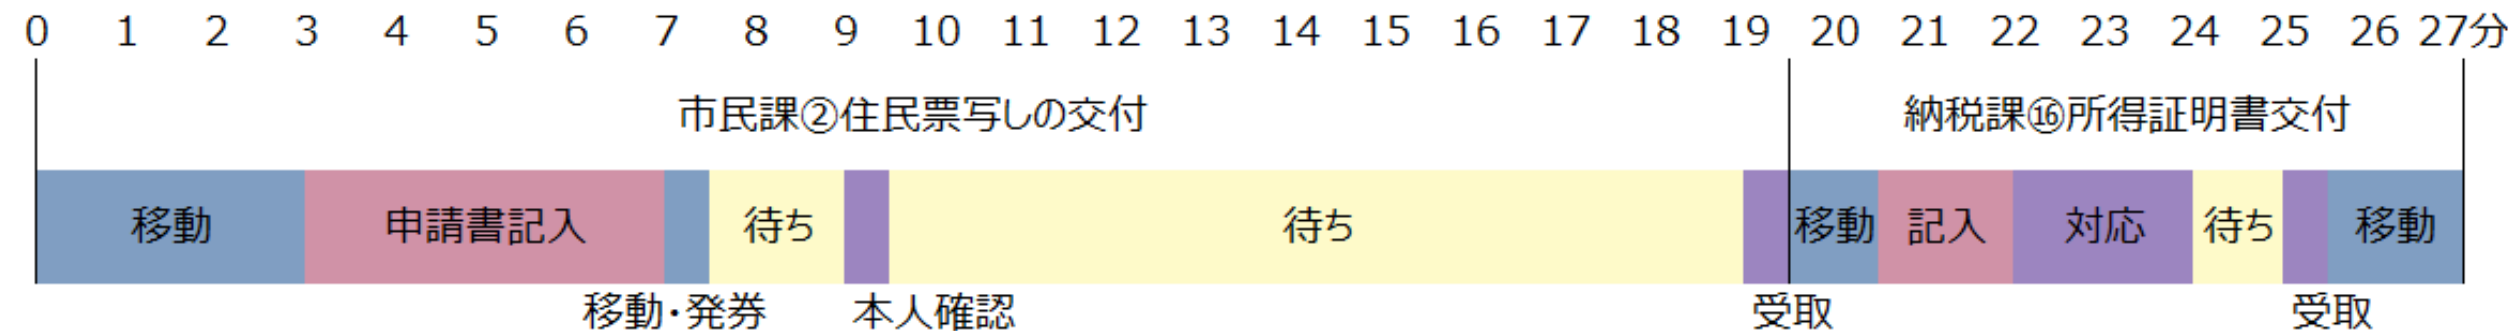 0 1 2 3 4 5 6 7 8 9 10 11 12 13 14 15 16 17 18 19 20 21 22 23 24 25 26 27分
市民課②住民票写しの交付 納税課⑯所得証明書交付
移動 申請書記入 待ち 待ち 移動 記入 対応 待ち 移動
移動・発券 本人確認 受取 受取